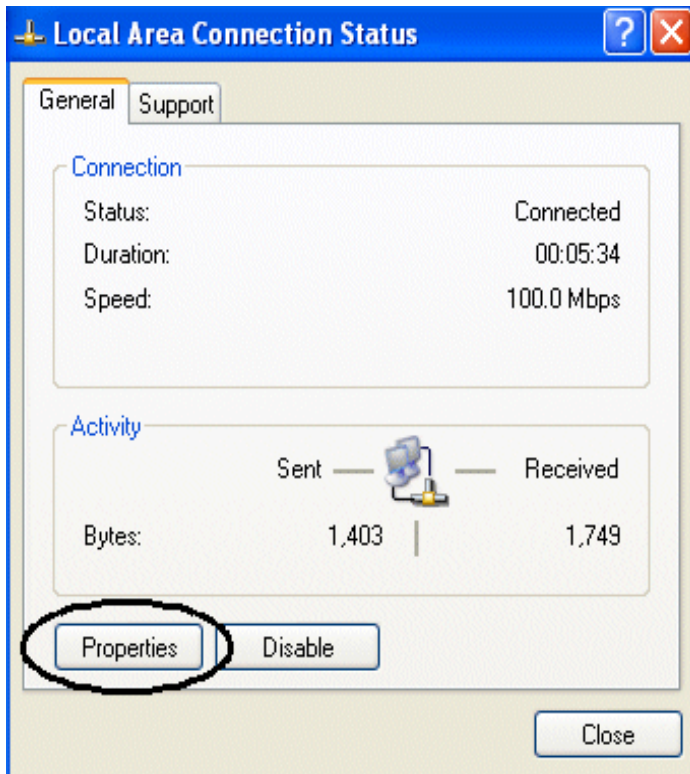 Local Area Connection Status
General Support
Connection
Status: Connected
Duration: 00:05:34
Speed: 100.0 Mbps
Activity
Sent Received
Bytes: 1,403 1,749
Properties Disable
Close